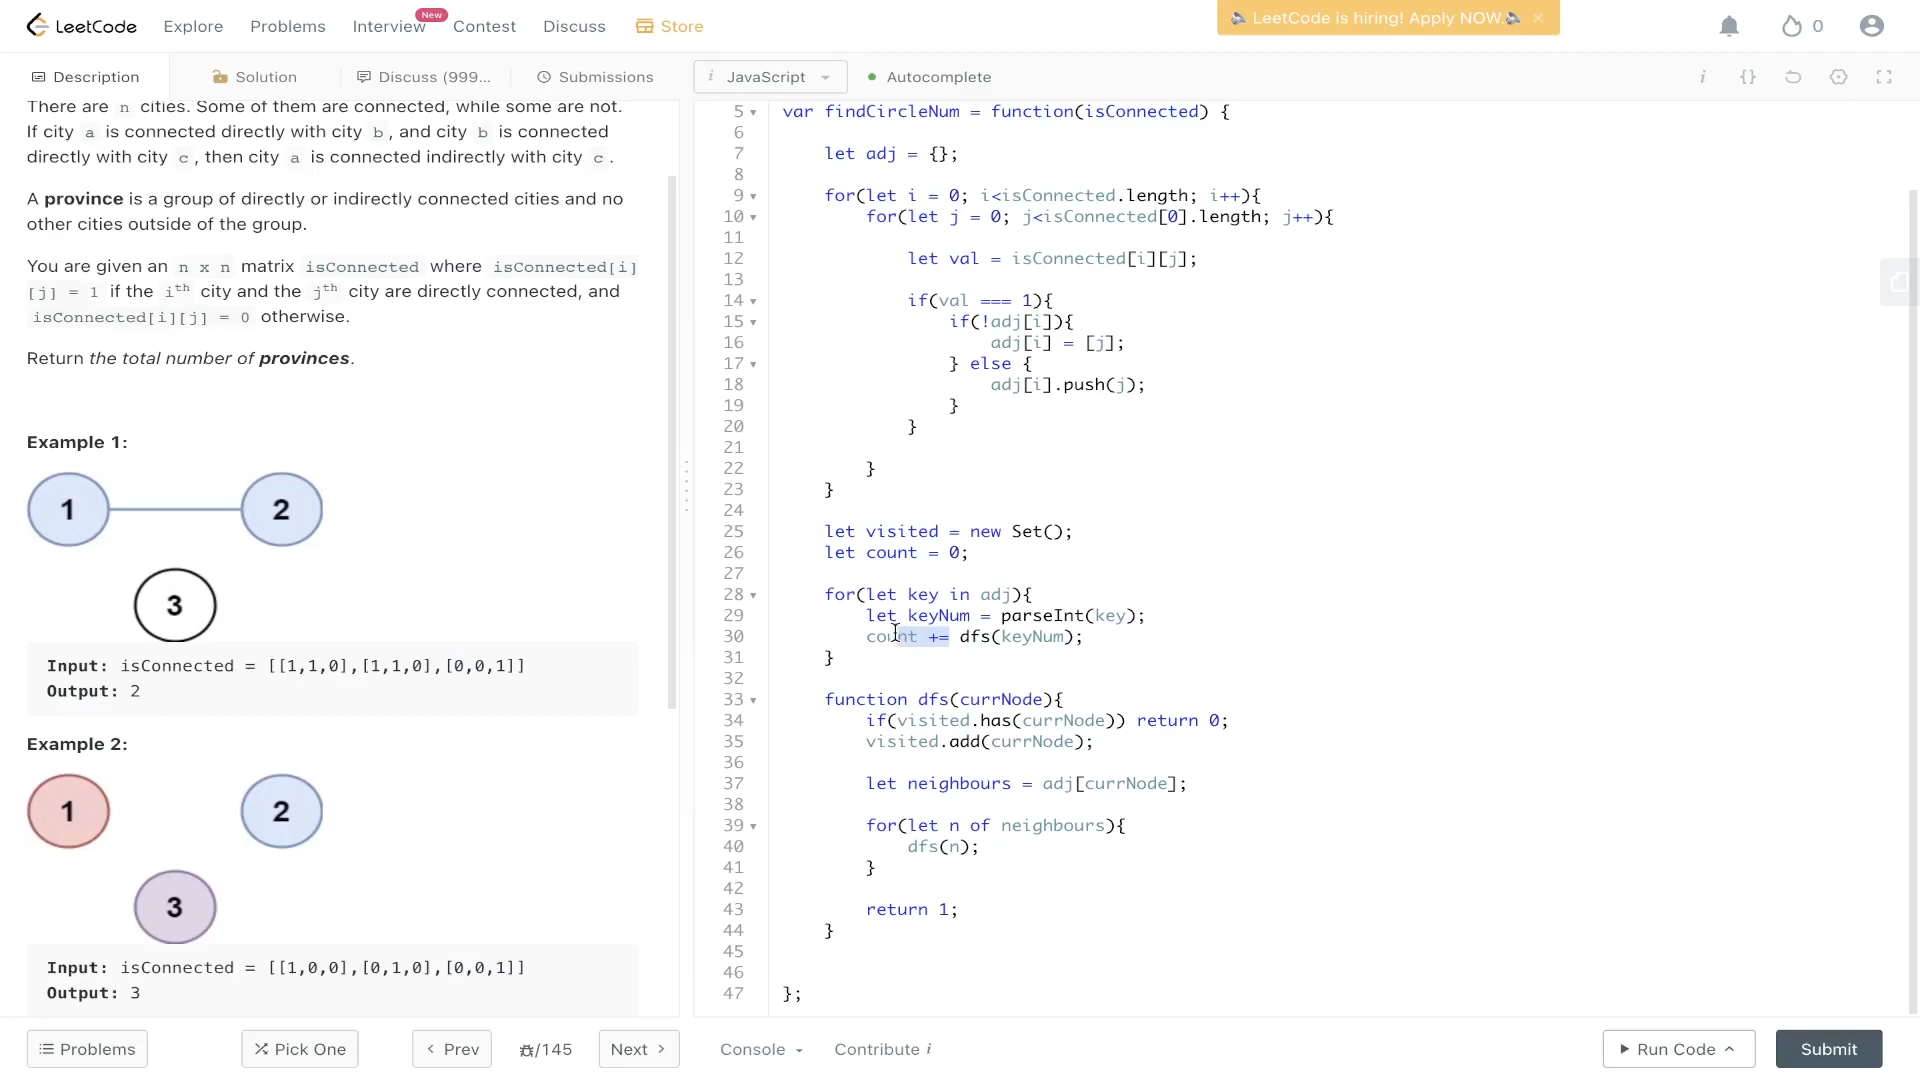 LeetCode Explore Problems Interview New Contest Discuss Store LeetCode is hiring! Apply NOW. × 0
Description Solution Discuss (999... Submissions i JavaScript Autocomplete i {}
There are n cities. Some of them are connected, while some are not.
If city a is connected directly with city b, and city b is connected
directly with city c, then city a is connected indirectly with city c.
A province is a group of directly or indirectly connected cities and no
other cities outside of the group.
You are given an n x n matrix isConnected where isConnected[i]
[j] = 1 if the ith city and the jth city are directly connected, and
isConnected[i][j] = 0 otherwise.
Return the total number of provinces.
Example 1:
1 2
3
Input: isConnected = [[1,1,0],[1,1,0],[0,0,1]]
Output: 2
Example 2:
1 2
3
Input: isConnected = [[1,0,0],[0,1,0],[0,0,1]]
Output: 3
5 var findCircleNum = function(isConnected) {
6
7 let adj = {};
8
9 for(let i = 0; i<isConnected.length; i++){
10 for(let j = 0; j<isConnected[0].length; j++){
11
12 let val = isConnected[i][j];
13
14 if(val === 1){
15 if(!adj[i]){
16 adj[i] = [j];
17 } else {
18 adj[i].push(j);
19 }
20 }
21
22 }
23 }
24
25 let visited = new Set();
26 let count = 0;
27
28 for(let key in adj){
29 let keyNum = parseInt(key);
30 count += dfs(keyNum);
31 }
32
33 function dfs(currNode){
34 if(visited.has(currNode)) return 0;
35 visited.add(currNode);
36
37 let neighbours = adj[currNode];
38
39 for(let n of neighbours){
40 dfs(n);
41 }
42
43 return 1;
44 }
45
46
47 };
Problems Pick One < Prev /145 Next > Console Contribute i Run Code Submit